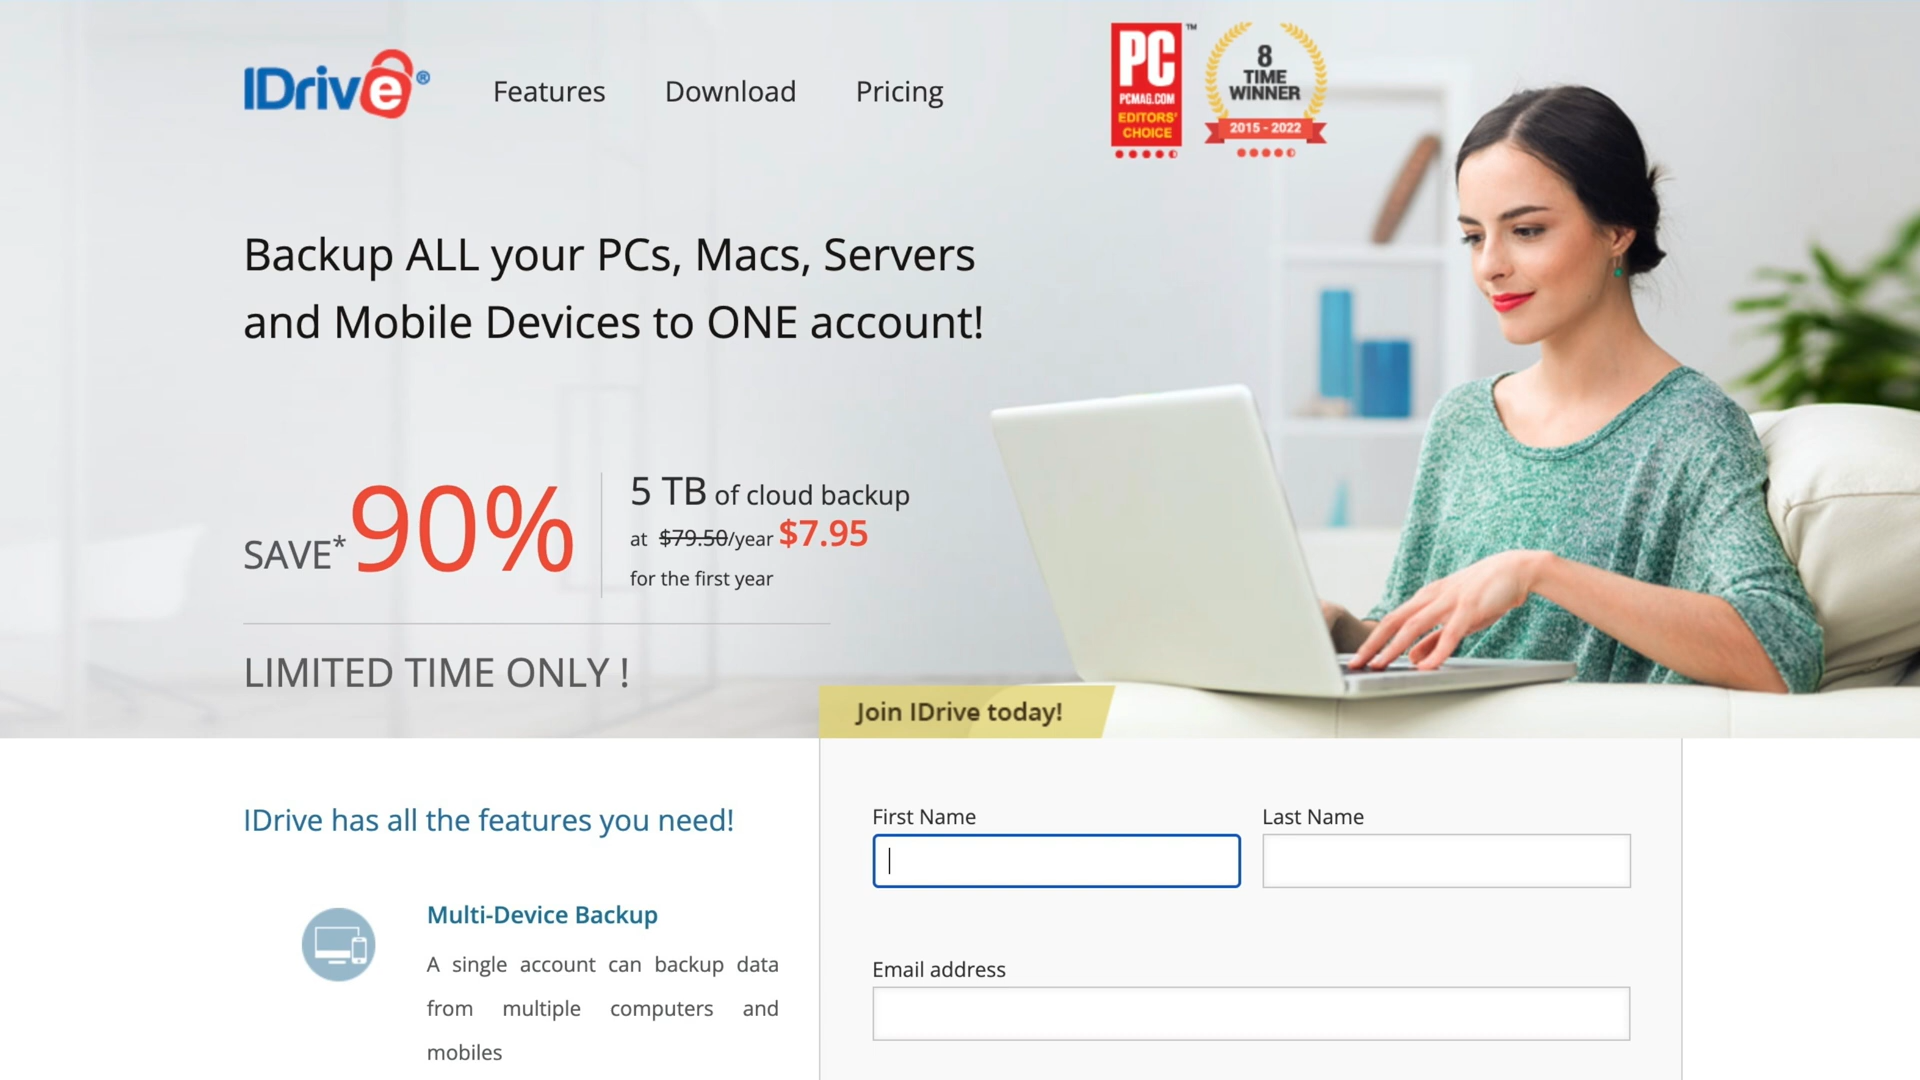 IDrive®
Features
Download
Pricing
PC™
PCMAG.COM
EDITORS'
CHOICE
8
TIME
WINNER
2015 - 2022
Backup ALL your PCs, Macs, Servers
and Mobile Devices to ONE account!
SAVE* 90%
5 TB of cloud backup
at $79.50/year $7.95
for the first year
LIMITED TIME ONLY !
Join IDrive today!
IDrive has all the features you need!
Multi-Device Backup
A single account can backup data
from multiple computers and
mobiles
First Name
Last Name
Email address